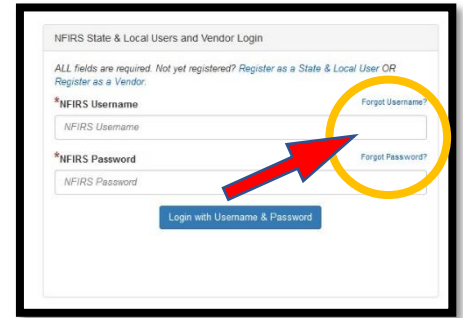 NFIRS State & Local Users and Vendor Login
ALL fields are required. Not yet registered? Register as a State & Local User OR
Register as a Vendor.
*NFIRS Username Forgot Username?
NFIRS Username
*NFIRS Password Forgot Password?
NFIRS Password
Login with Username & Password